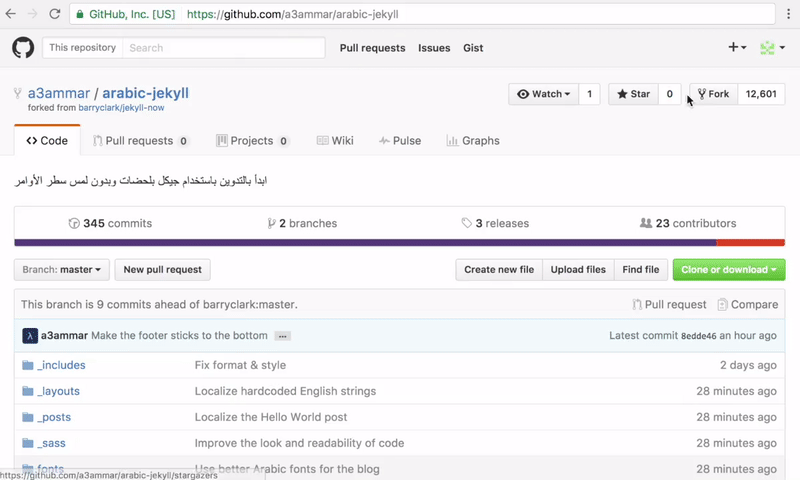 GitHub, Inc. [US] https://github.com/a3ammar/arabic-jekyll
This repository Search Pull requests Issues Gist
a3ammar / arabic-jekyll Watch 1 Star 0 Fork 12,601
forked from barryclark/jekyll-now
Code Pull requests 0 Projects 0 Wiki Pulse Graphs
ابدأ بالتدوين باستخدام جيكل بلحضات وبدون لمس سطر الأوامر
345 commits 2 branches 3 releases 23 contributors
Branch: master New pull request Create new file Upload files Find file Clone or download
This branch is 9 commits ahead of barryclark:master. Pull request Compare
a3ammar Make the footer sticks to the bottom ... Latest commit 8edde46 an hour ago
_includes Fix format & style 2 days ago
_layouts Localize hardcoded English strings 28 minutes ago
_posts Localize the Hello World post 28 minutes ago
_sass Improve the look and readability of code 28 minutes ago
fonts Use better Arabic fonts for the blog 28 minutes ago
https://github.com/a3ammar/arabic-jekyll/stargazers